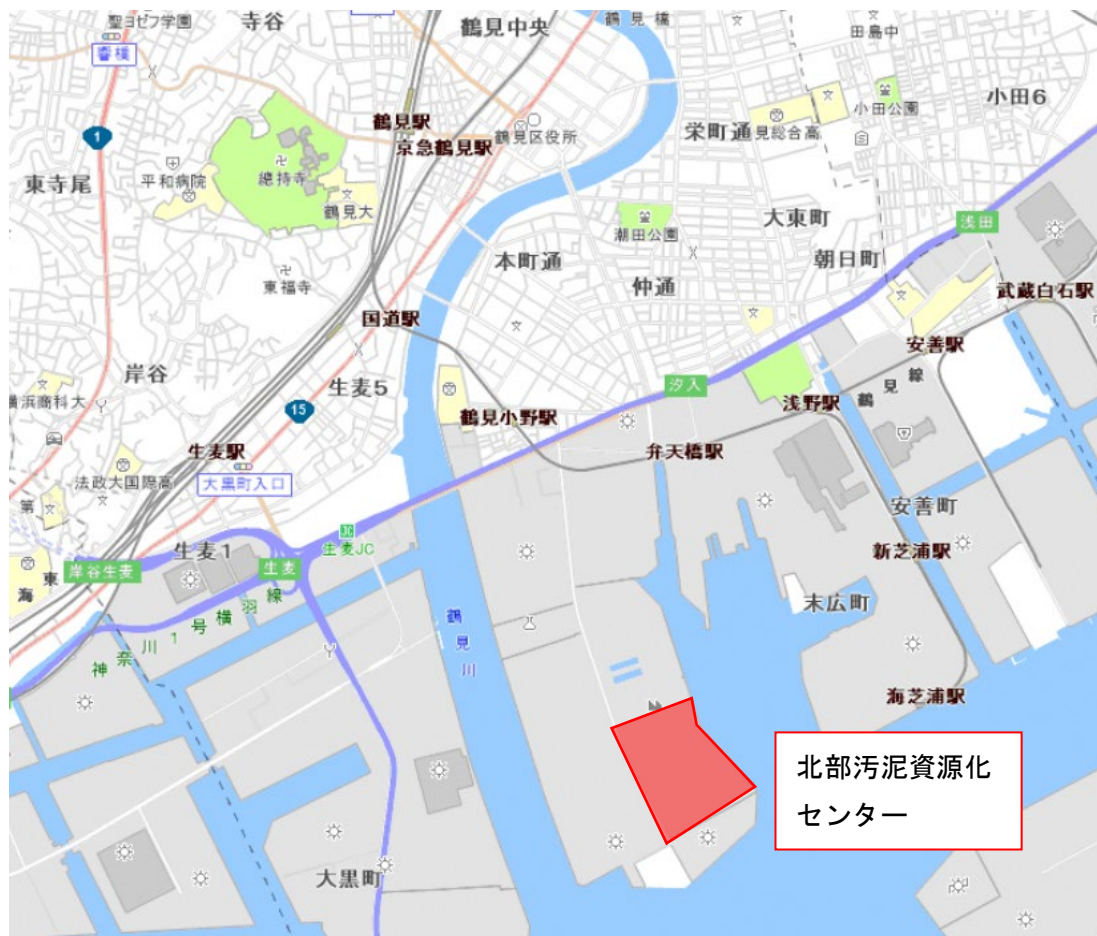 聖ヨゼフ学園
寺谷
鶴見中央
鶴見橋
田島中
響橋
小田公園
小田6
1
鶴見駅
京急鶴見駅
鶴見区役所
栄町通
見総合高
東寺尾
平和病院
總持寺
鶴見大
潮田公園
大東町
浅田
東福寺
本町通
仲通
朝日町
武蔵白石駅
国道駅
安善駅
岸谷
生麦5
汐入
鶴見線
横浜商科大
15
鶴見小野駅
浅野駅
生麦駅
弁天橋駅
法政大国際高
大黒町入口
安善町
第
生麦1
生麦JC
JC
新芝浦駅
岸谷生麦
生麦
東海
末広町
神奈川1号横羽線
鶴見川
海芝浦駅
北部汚泥資源化
センター
大黒町